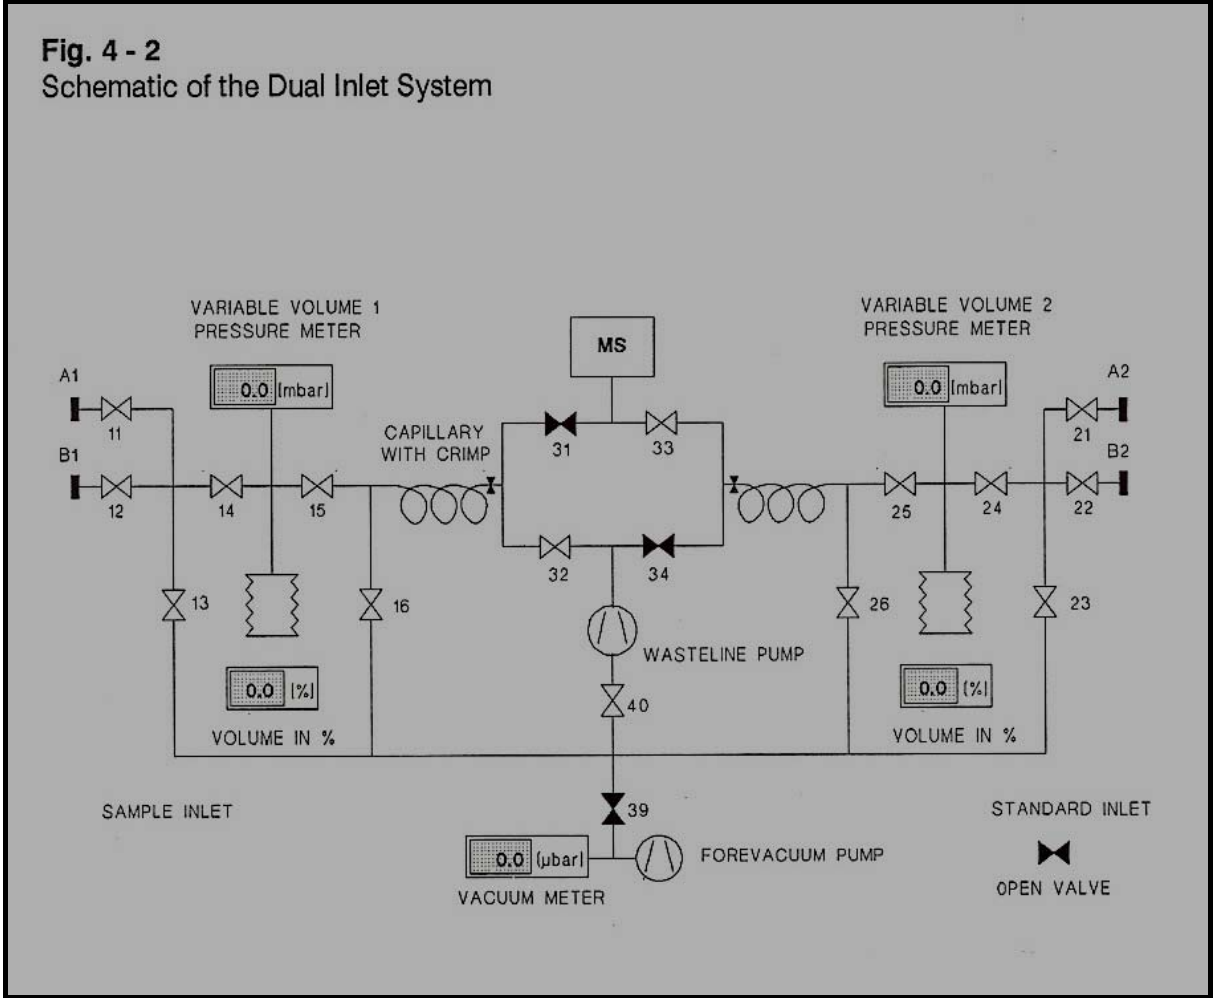 Fig. 4 - 2
Schematic of the Dual Inlet System
VARIABLE VOLUME 1
PRESSURE METER
VARIABLE VOLUME 2
PRESSURE METER
MS
0.0 [mbar]
0.0 [mbar]
A1
A2
11
21
CAPILLARY
WITH CRIMP
31
33
B1
B2
12
14
15
25
24
22
32
34
13
16
26
23
WASTELINE PUMP
0.0 [%]
0.0 [%]
40
VOLUME IN %
VOLUME IN %
SAMPLE INLET
39
STANDARD INLET
0.0 [µbar]
FOREVACUUM PUMP
VACUUM METER
OPEN VALVE